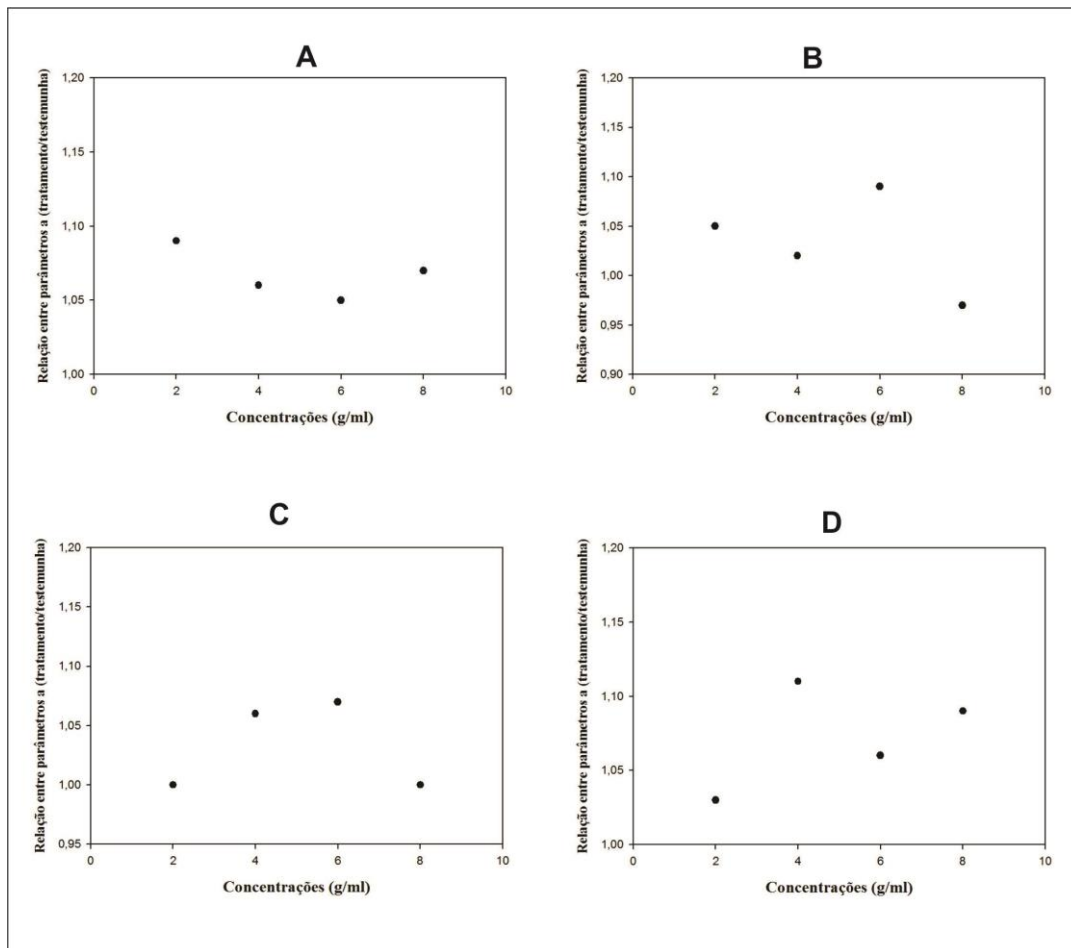 A
1,20
1,15
1,10
1,05
1,00
0 2 4 6 8 10
Relação entre parâmetros a (tratamento/testemunha)
Concentrações (g/ml)
B
1,20
1,15
1,10
1,05
1,00
0,95
0,90
0 2 4 6 8 10
Relação entre parâmetros a (tratamento/testemunha)
Concentrações (g/ml)
C
1,20
1,15
1,10
1,05
1,00
0,95
0 2 4 6 8 10
Relação entre parâmetros a (tratamento/testemunha)
Concentrações (g/ml)
D
1,20
1,15
1,10
1,05
1,00
0 2 4 6 8 10
Relação entre parâmetros a (tratamento/testemunha)
Concentrações (g/ml)